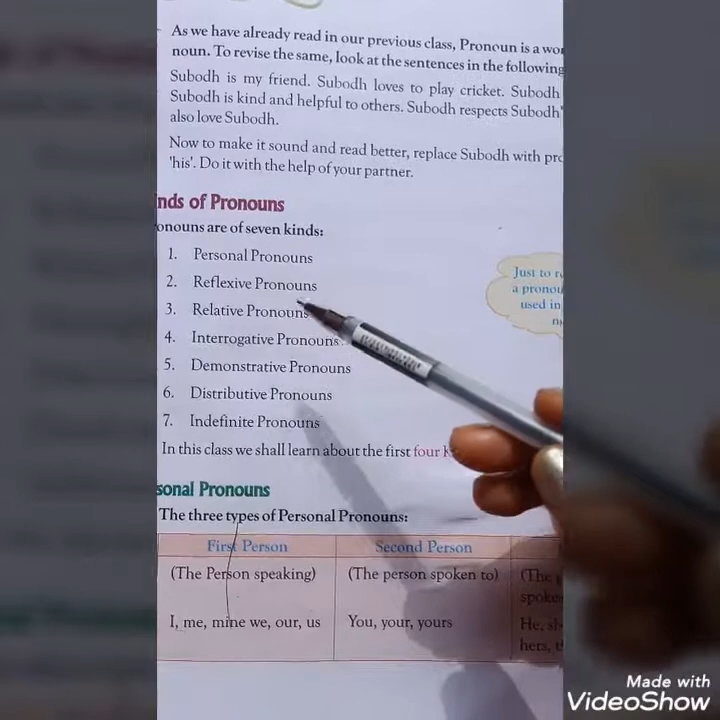 As we have already read in our previous class, Pronoun is a
noun. To revise the same, look at the sentences in the following
Subodh is my friend. Subodh loves to play cricket. Subodh
Subodh is kind and helpful to others. Subodh respects Subodh'
also love Subodh.
Now to make it sound and read better, replace Subodh with
'his'. Do it with the help of your partner.
nds of Pronouns
onouns are of seven kinds:
1. Personal Pronouns
2. Reflexive Pronouns
3. Relative Pronouns
4. Interrogative Pronouns
5. Demonstrative Pronouns
6. Distributive Pronouns
7. Indefinite Pronouns
Just to
a
used in
In this class we shall learn about the first four
sonal Pronouns
The three types of Personal Pronouns:
First Person Second Person
(The Person speaking) (The person spoken to) (The
spoke
I, me, mine we, our, us You, your, yours He,
hers,
Made with
VideoShow